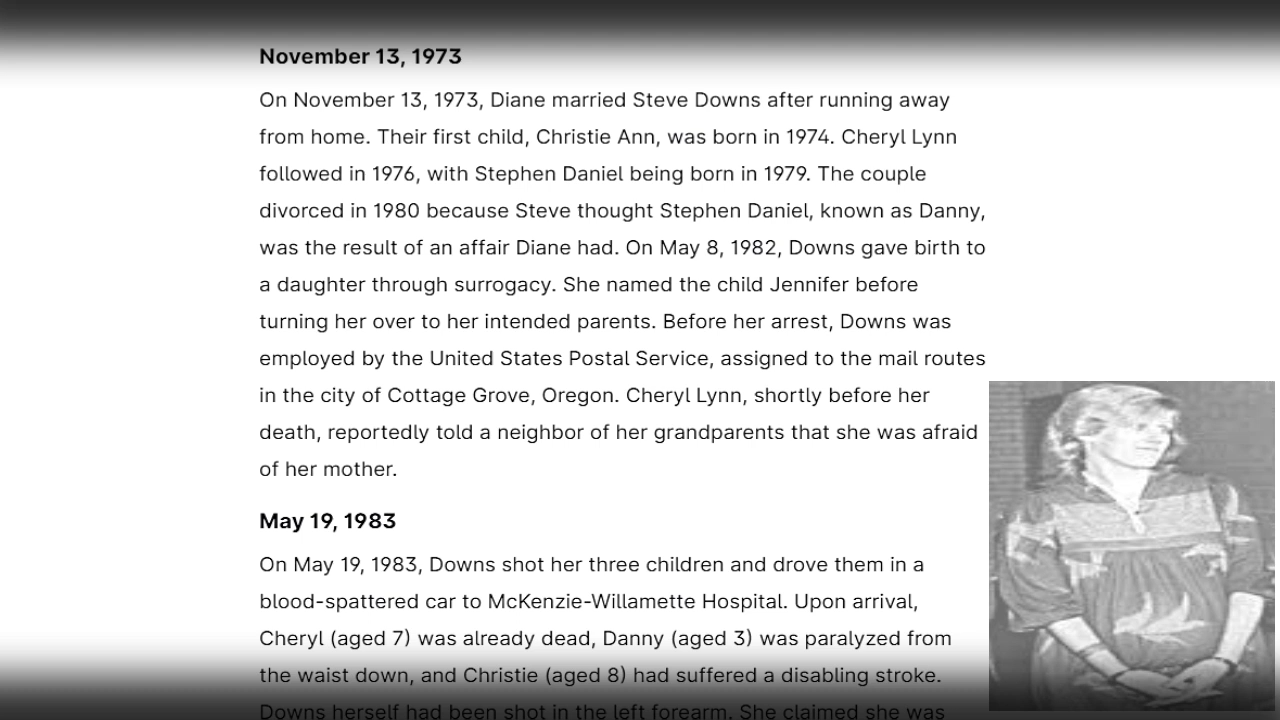 November 13, 1973
On November 13, 1973, Diane married Steve Downs after running away
from home. Their first child, Christie Ann, was born in 1974. Cheryl Lynn
followed in 1976, with Stephen Daniel being born in 1979. The couple
divorced in 1980 because Steve thought Stephen Daniel, known as Danny,
was the result of an affair Diane had. On May 8, 1982, Downs gave birth to
a daughter through surrogacy. She named the child Jennifer before
turning her over to her intended parents. Before her arrest, Downs was
employed by the United States Postal Service, assigned to the mail routes
in the city of Cottage Grove, Oregon. Cheryl Lynn, shortly before her
death, reportedly told a neighbor of her grandparents that she was afraid
of her mother.
May 19, 1983
On May 19, 1983, Downs shot her three children and drove them in a
blood-spattered car to McKenzie-Willamette Hospital. Upon arrival,
Cheryl (aged 7) was already dead, Danny (aged 3) was paralyzed from
the waist down, and Christie (aged 8) had suffered a disabling stroke.
Downs herself had been shot in the left forearm. She claimed she was